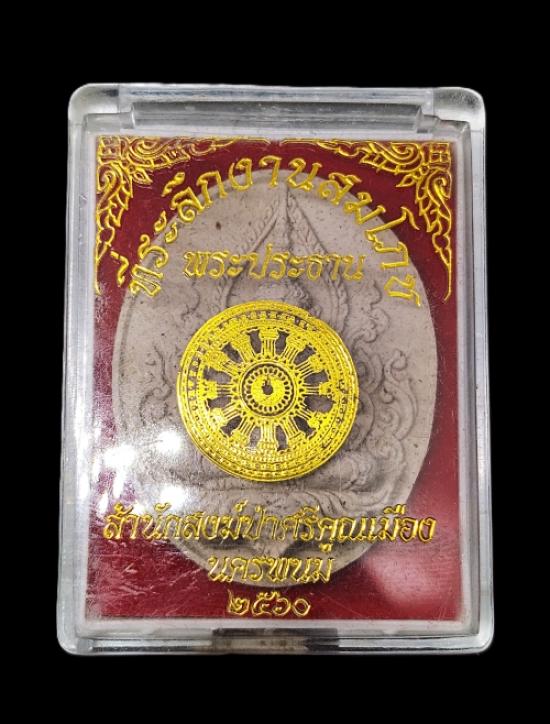 ที่ระลึกงานสมโภช
พระประธาน
สำนักสงฆ์ป่าศรีคูณเมือง
นครพนม
๒๕๖๐